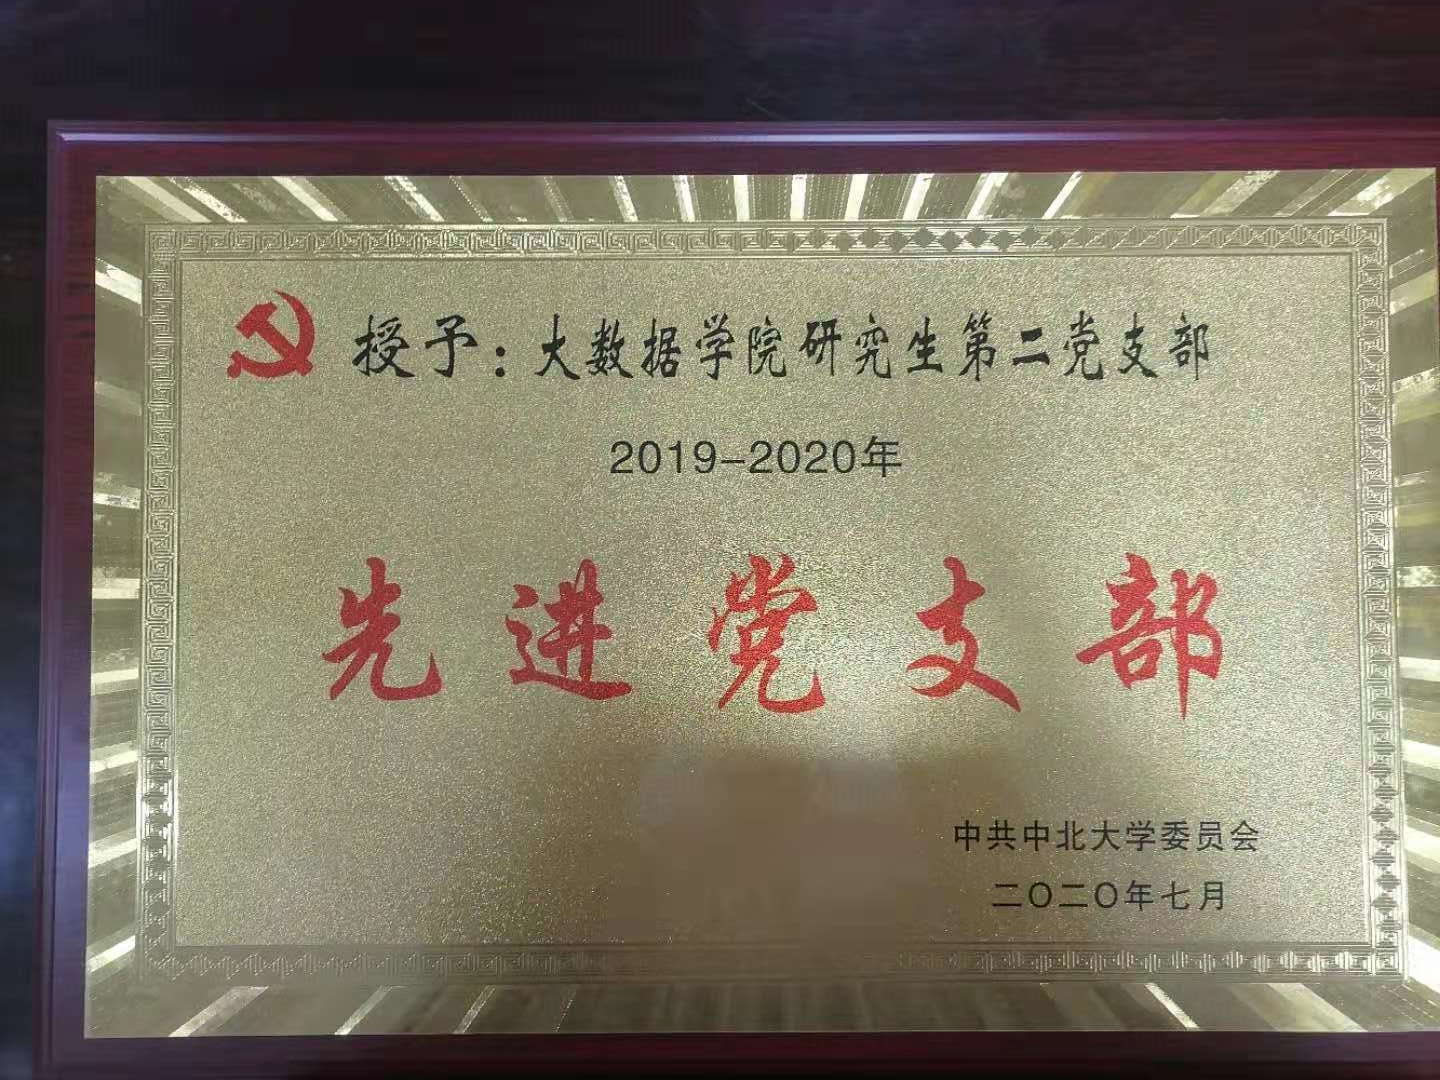 授予：大数据学院研究生第二党支部
2019-2020年
先进党支部
中共中北大学委员会
二〇二〇年七月